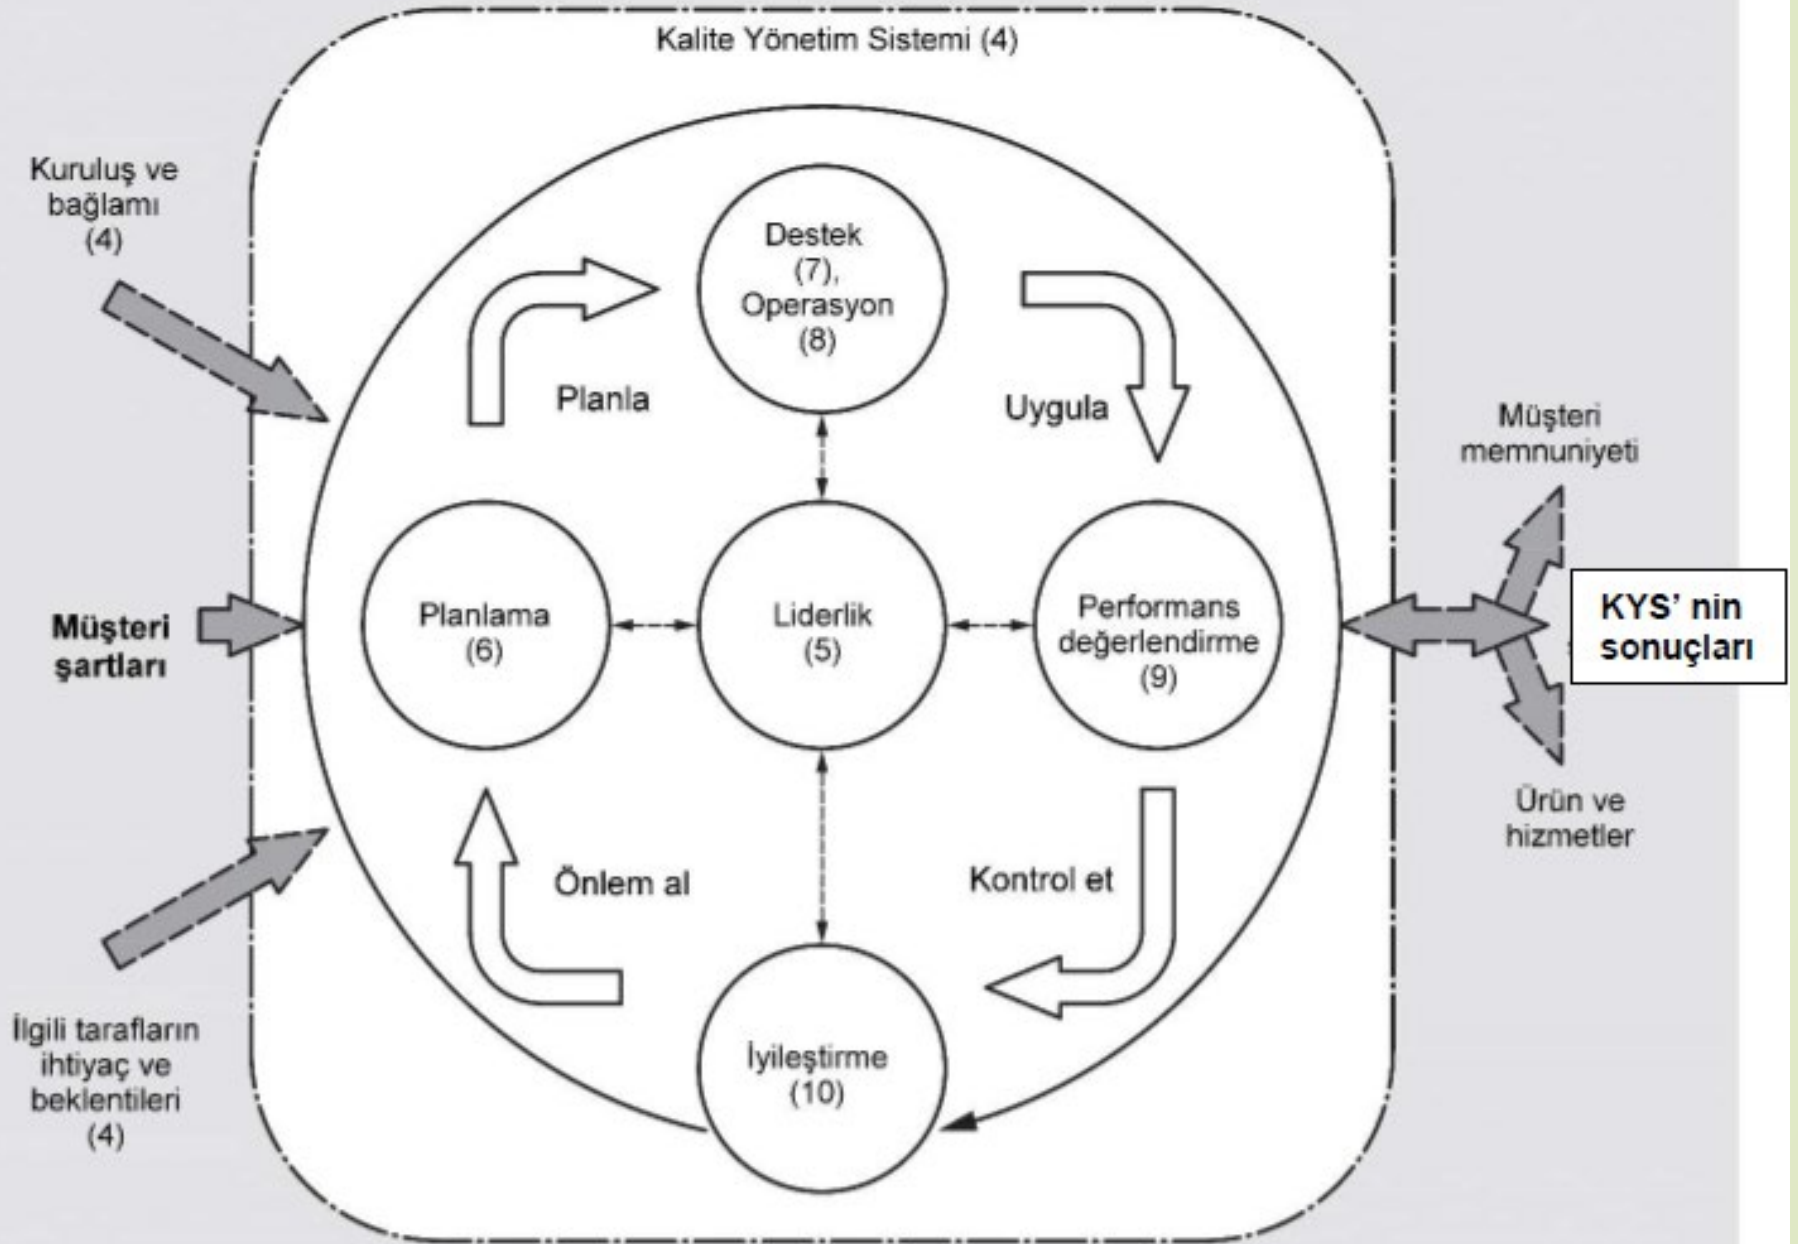 Kalite Yönetim Sistemi (4)
Kuruluş ve
bağlamı
(4)
Destek
(7),
Operasyon
(8)
Planla
Uygula
Müşteri
memnuniyeti
Müşteri
şartları
Planlama
(6)
Liderlik
(5)
Performans
değerlendirme
(9)
KYS' nin
sonuçları
Ürün ve
hizmetler
Önlem al
Kontrol et
İlgili tarafların
ihtiyaç ve
beklentileri
(4)
İyileştirme
(10)